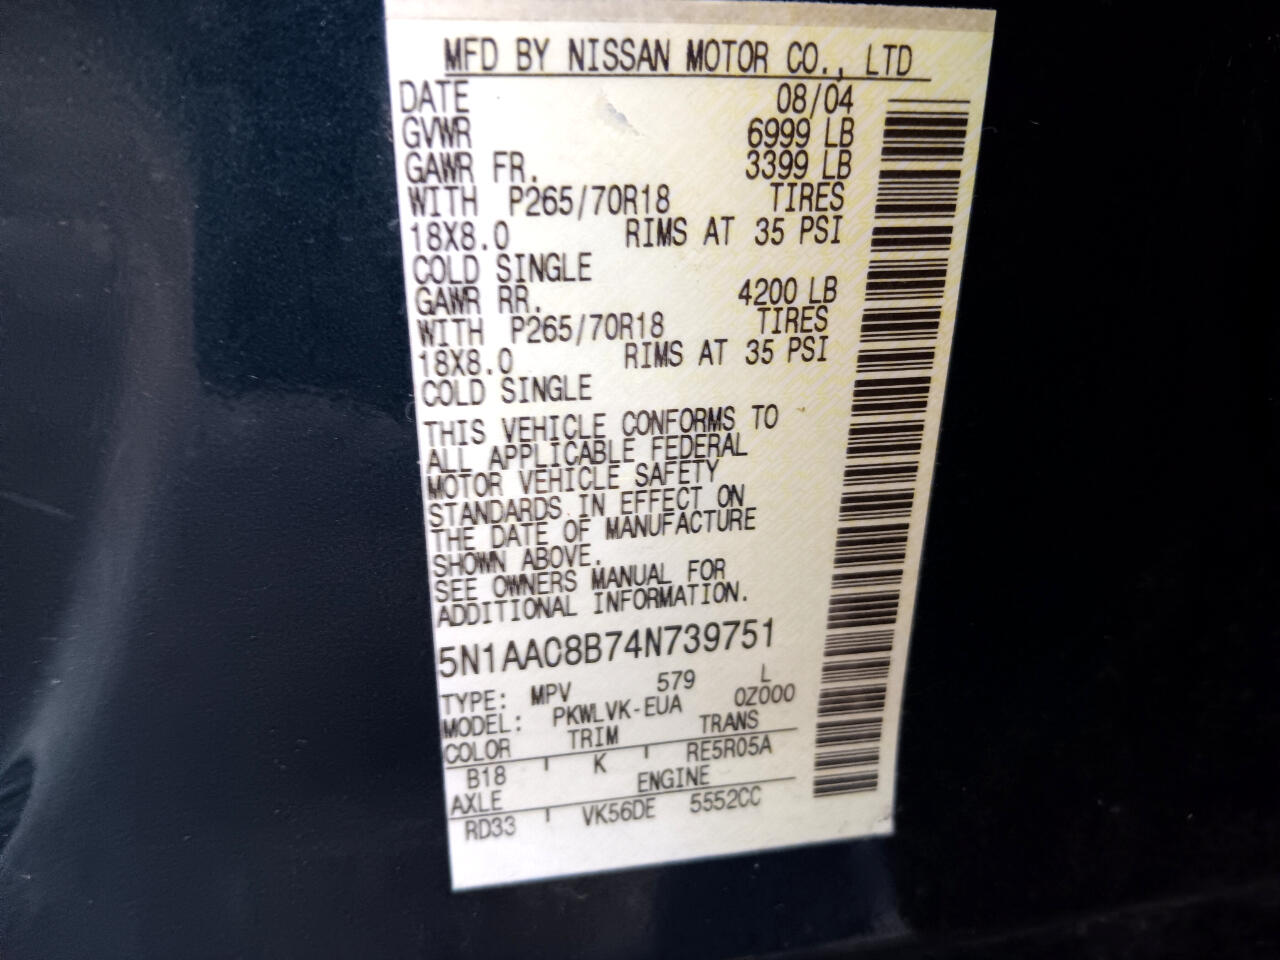 MFD BY NISSAN MOTOR CO., LTD
DATE 08/04
GVWR 6999 LB
GAWR FR. 3399 LB
WITH P265/70R18 TIRES
18X8.0 RIMS AT 35 PSI
COLD SINGLE
GAWR RR. 4200 LB
WITH P265/70R18 TIRES
18X8.0 RIMS AT 35 PSI
COLD SINGLE
THIS VEHICLE CONFORMS TO
ALL APPLICABLE FEDERAL
MOTOR VEHICLE SAFETY
STANDARDS IN EFFECT ON
THE DATE OF MANUFACTURE
SHOWN ABOVE.
SEE OWNERS MANUAL FOR
ADDITIONAL INFORMATION.
5N1AAC8B74N739751
TYPE: MPV 579 L
MODEL: PKWLVK-EUA 0Z000
COLOR TRIM TRANS
B18 K RE5R05A
AXLE ENGINE
RD33 VK56DE 5552CC